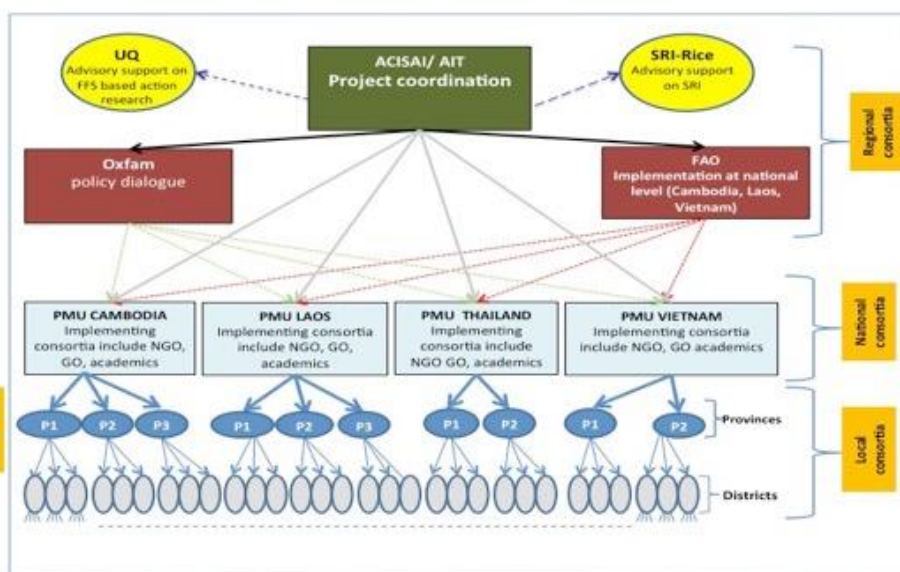 UQ
Advisory support on
FFS based action
research
ACISAI/ AIT
Project coordination
SRI-Rice
Advisory support
on SRI
Regional
consortia
Oxfam
policy dialogue
FAO
Implementation at national
level (Cambodia, Laos,
Vietnam)
PMU CAMBODIA
Implementing
consortia include NGO,
GO, academics
PMU LAOS
Implementing consortia
include NGO, GO,
academics
PMU THAILAND
Implementing
consortia include
NGO GO, academics
PMU VIETNAM
Implementing consortia
include NGO, GO academics
National
consortia
P1
P2
P3
P1
P2
P3
P1
P2
P1
P2
Provinces
Local
consortia
Districts